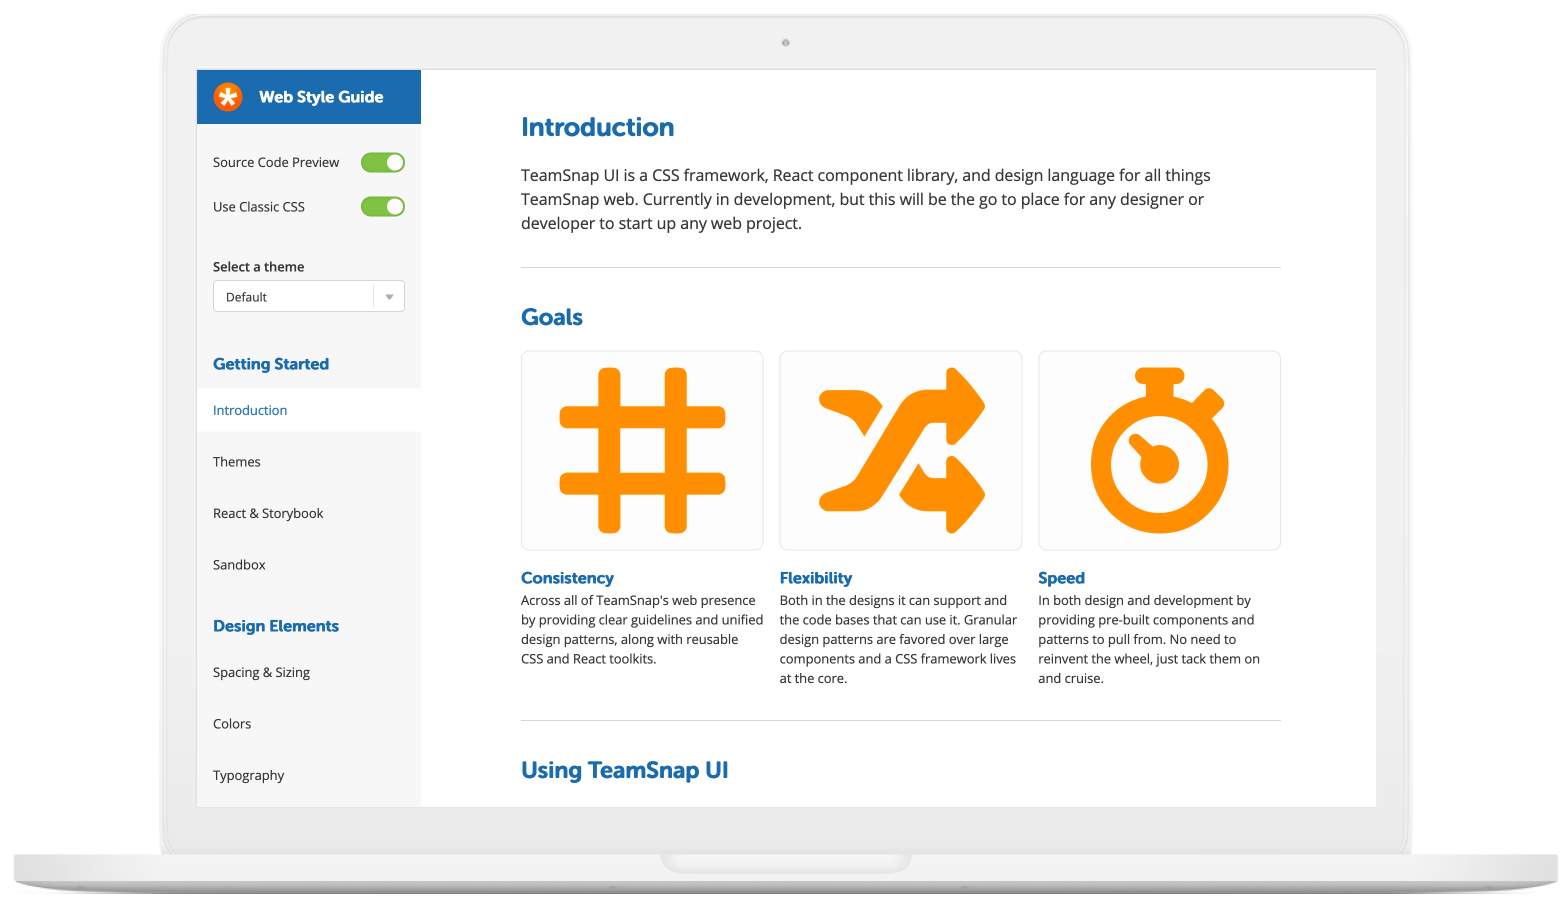 Web Style Guide
Source Code Preview
Use Classic CSS
Select a theme
Default
Getting Started
Introduction
Themes
React & Storybook
Sandbox
Design Elements
Spacing & Sizing
Colors
Typography
Introduction
TeamSnap UI is a CSS framework, React component library, and design language for all things
TeamSnap web. Currently in development, but this will be the go to place for any designer or
developer to start up any web project.
Goals
Consistency
Across all of TeamSnap's web presence
by providing clear guidelines and unified
design patterns, along with reusable
CSS and React toolkits.
Flexibility
Both in the designs it can support and
the code bases that can use it. Granular
design patterns are favored over large
components and a CSS framework lives
at the core.
Speed
In both design and development by
providing pre-built components and
patterns to pull from. No need to
reinvent the wheel, just tack them on
and cruise.
Using TeamSnap UI